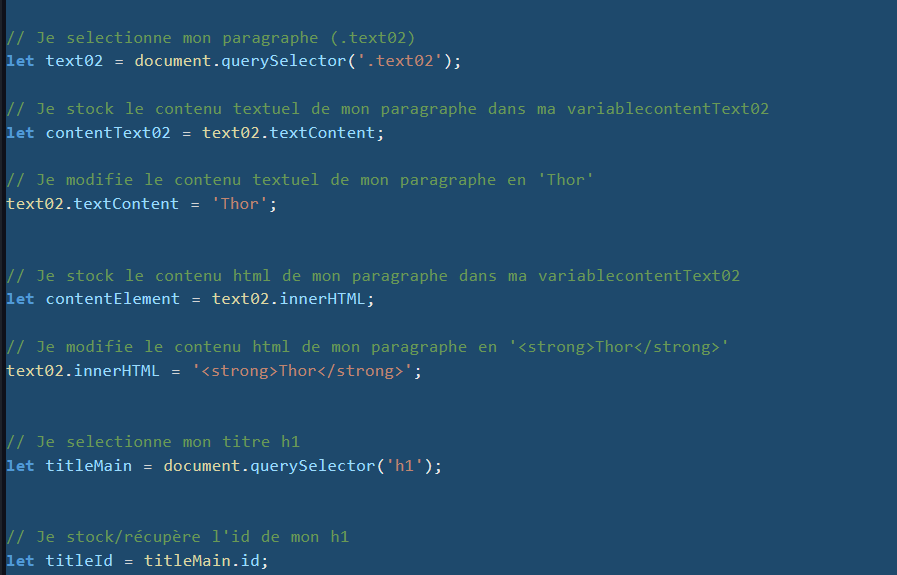 // Je selectionne mon paragraphe (.text02)
let text02 = document.querySelector('.text02');
// Je stock le contenu textuel de mon paragraphe dans ma variablecontentText02
let contentText02 = text02.textContent;
// Je modifie le contenu textuel de mon paragraphe en 'Thor'
text02.textContent = 'Thor';
// Je stock le contenu html de mon paragraphe dans ma variablecontentText02
let contentElement = text02.innerHTML;
// Je modifie le contenu html de mon paragraphe en '<strong>Thor</strong>'
text02.innerHTML = '<strong>Thor</strong>';
// Je selectionne mon titre h1
let titleMain = document.querySelector('h1');
// Je stock/récupère l'id de mon h1
let titleId = titleMain.id;